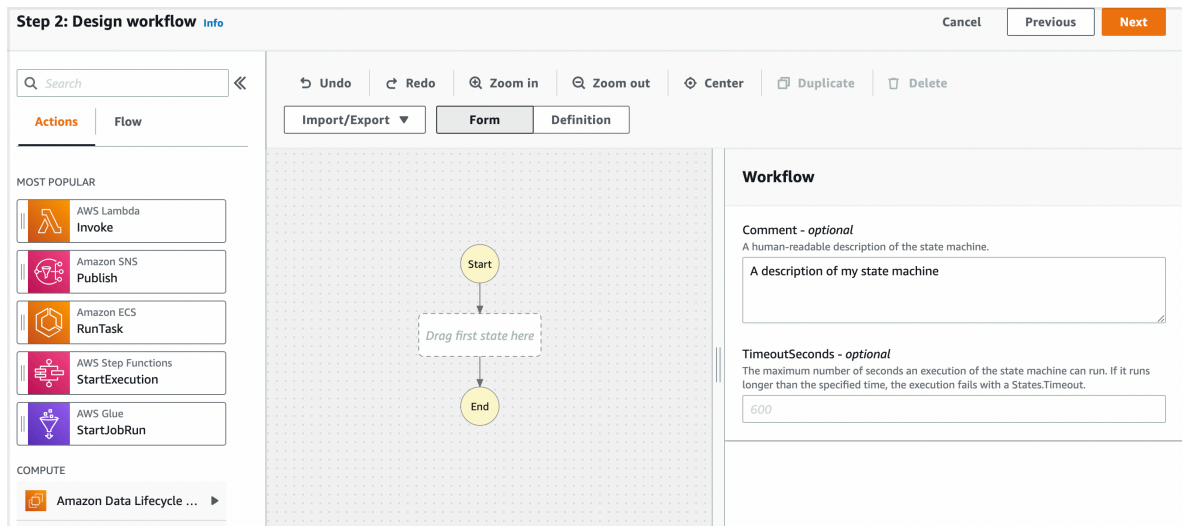 Step 2: Design workflow Info
Cancel
Previous
Next
Search
Actions
Flow
Undo
Redo
Zoom in
Zoom out
Center
Duplicate
Delete
Import/Export
Form
Definition
MOST POPULAR
AWS Lambda
Invoke
Amazon SNS
Publish
Amazon ECS
RunTask
AWS Step Functions
StartExecution
AWS Glue
StartJobRun
COMPUTE
Amazon Data Lifecycle ...
Start
Drag first state here
End
Workflow
Comment - optional
A human-readable description of the state machine.
A description of my state machine
TimeoutSeconds - optional
The maximum number of seconds an execution of the state machine can run. If it runs
longer than the specified time, the execution fails with a States.Timeout.
600